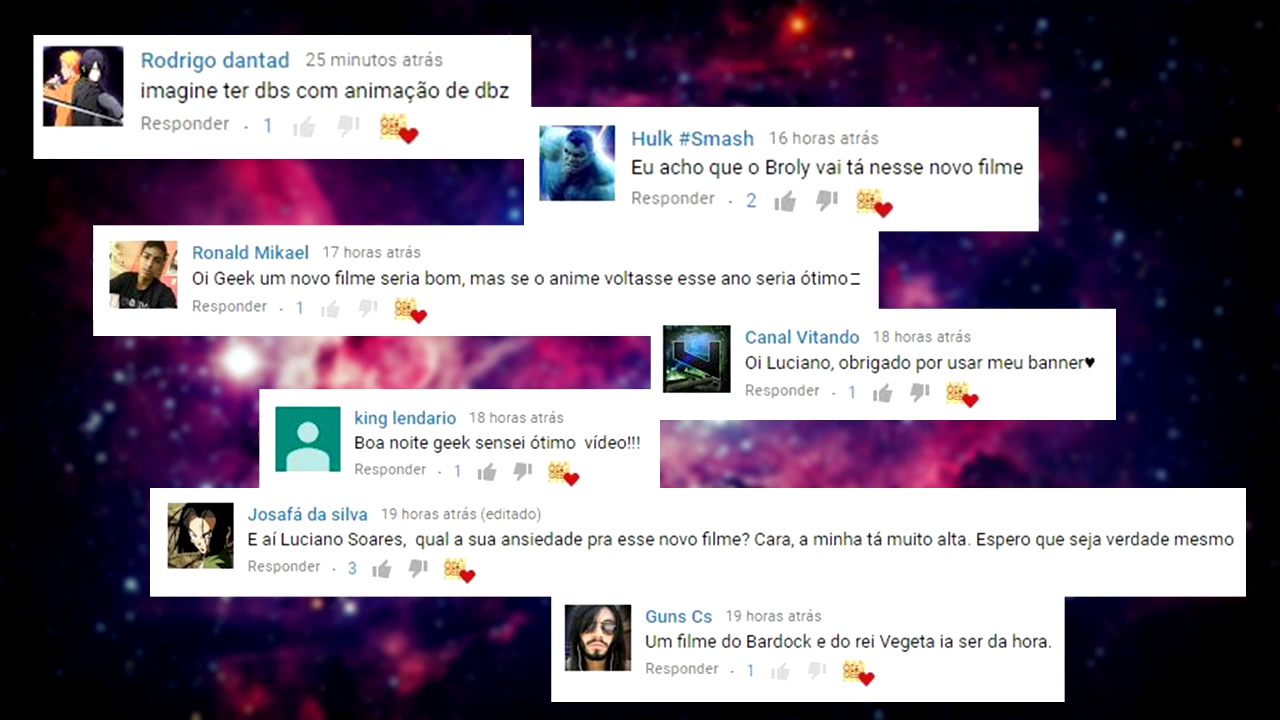 Rodrigo dantad 25 minutos atrás
imagine ter dbs com animação de dbz
Responder · 1
Hulk #Smash 16 horas atrás
Eu acho que o Broly vai tá nesse novo filme
Responder · 2
Ronald Mikael 17 horas atrás
Oi Geek um novo filme seria bom, mas se o anime voltasse esse ano seria ótimo
Responder · 1
Canal Vitando 18 horas atrás
Oi Luciano, obrigado por usar meu banner♥
Responder · 1
king lendario 18 horas atrás
Boa noite geek sensei ótimo vídeo!!!
Responder · 1
Josafá da silva 19 horas atrás (editado)
E aí Luciano Soares, qual a sua ansiedade pra esse novo filme? Cara, a minha tá muito alta. Espero que seja verdade mesmo
Responder · 3
Guns Cs 19 horas atrás
Um filme do Bardock e do rei Vegeta ia ser da hora.
Responder · 1